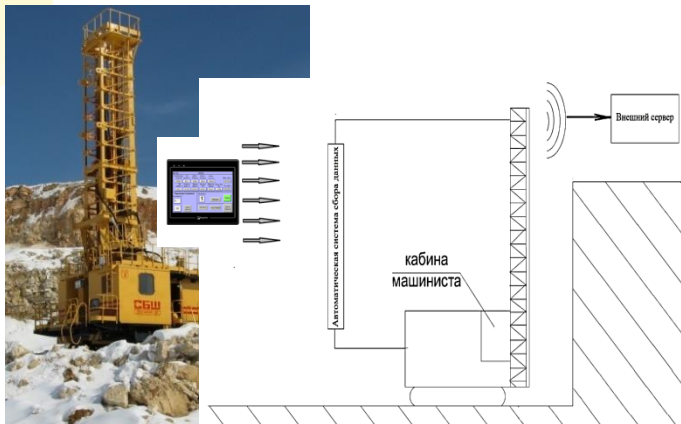 СБШ
Автоматическая система сбора данных
кабина
машиниста
Внешний сервер